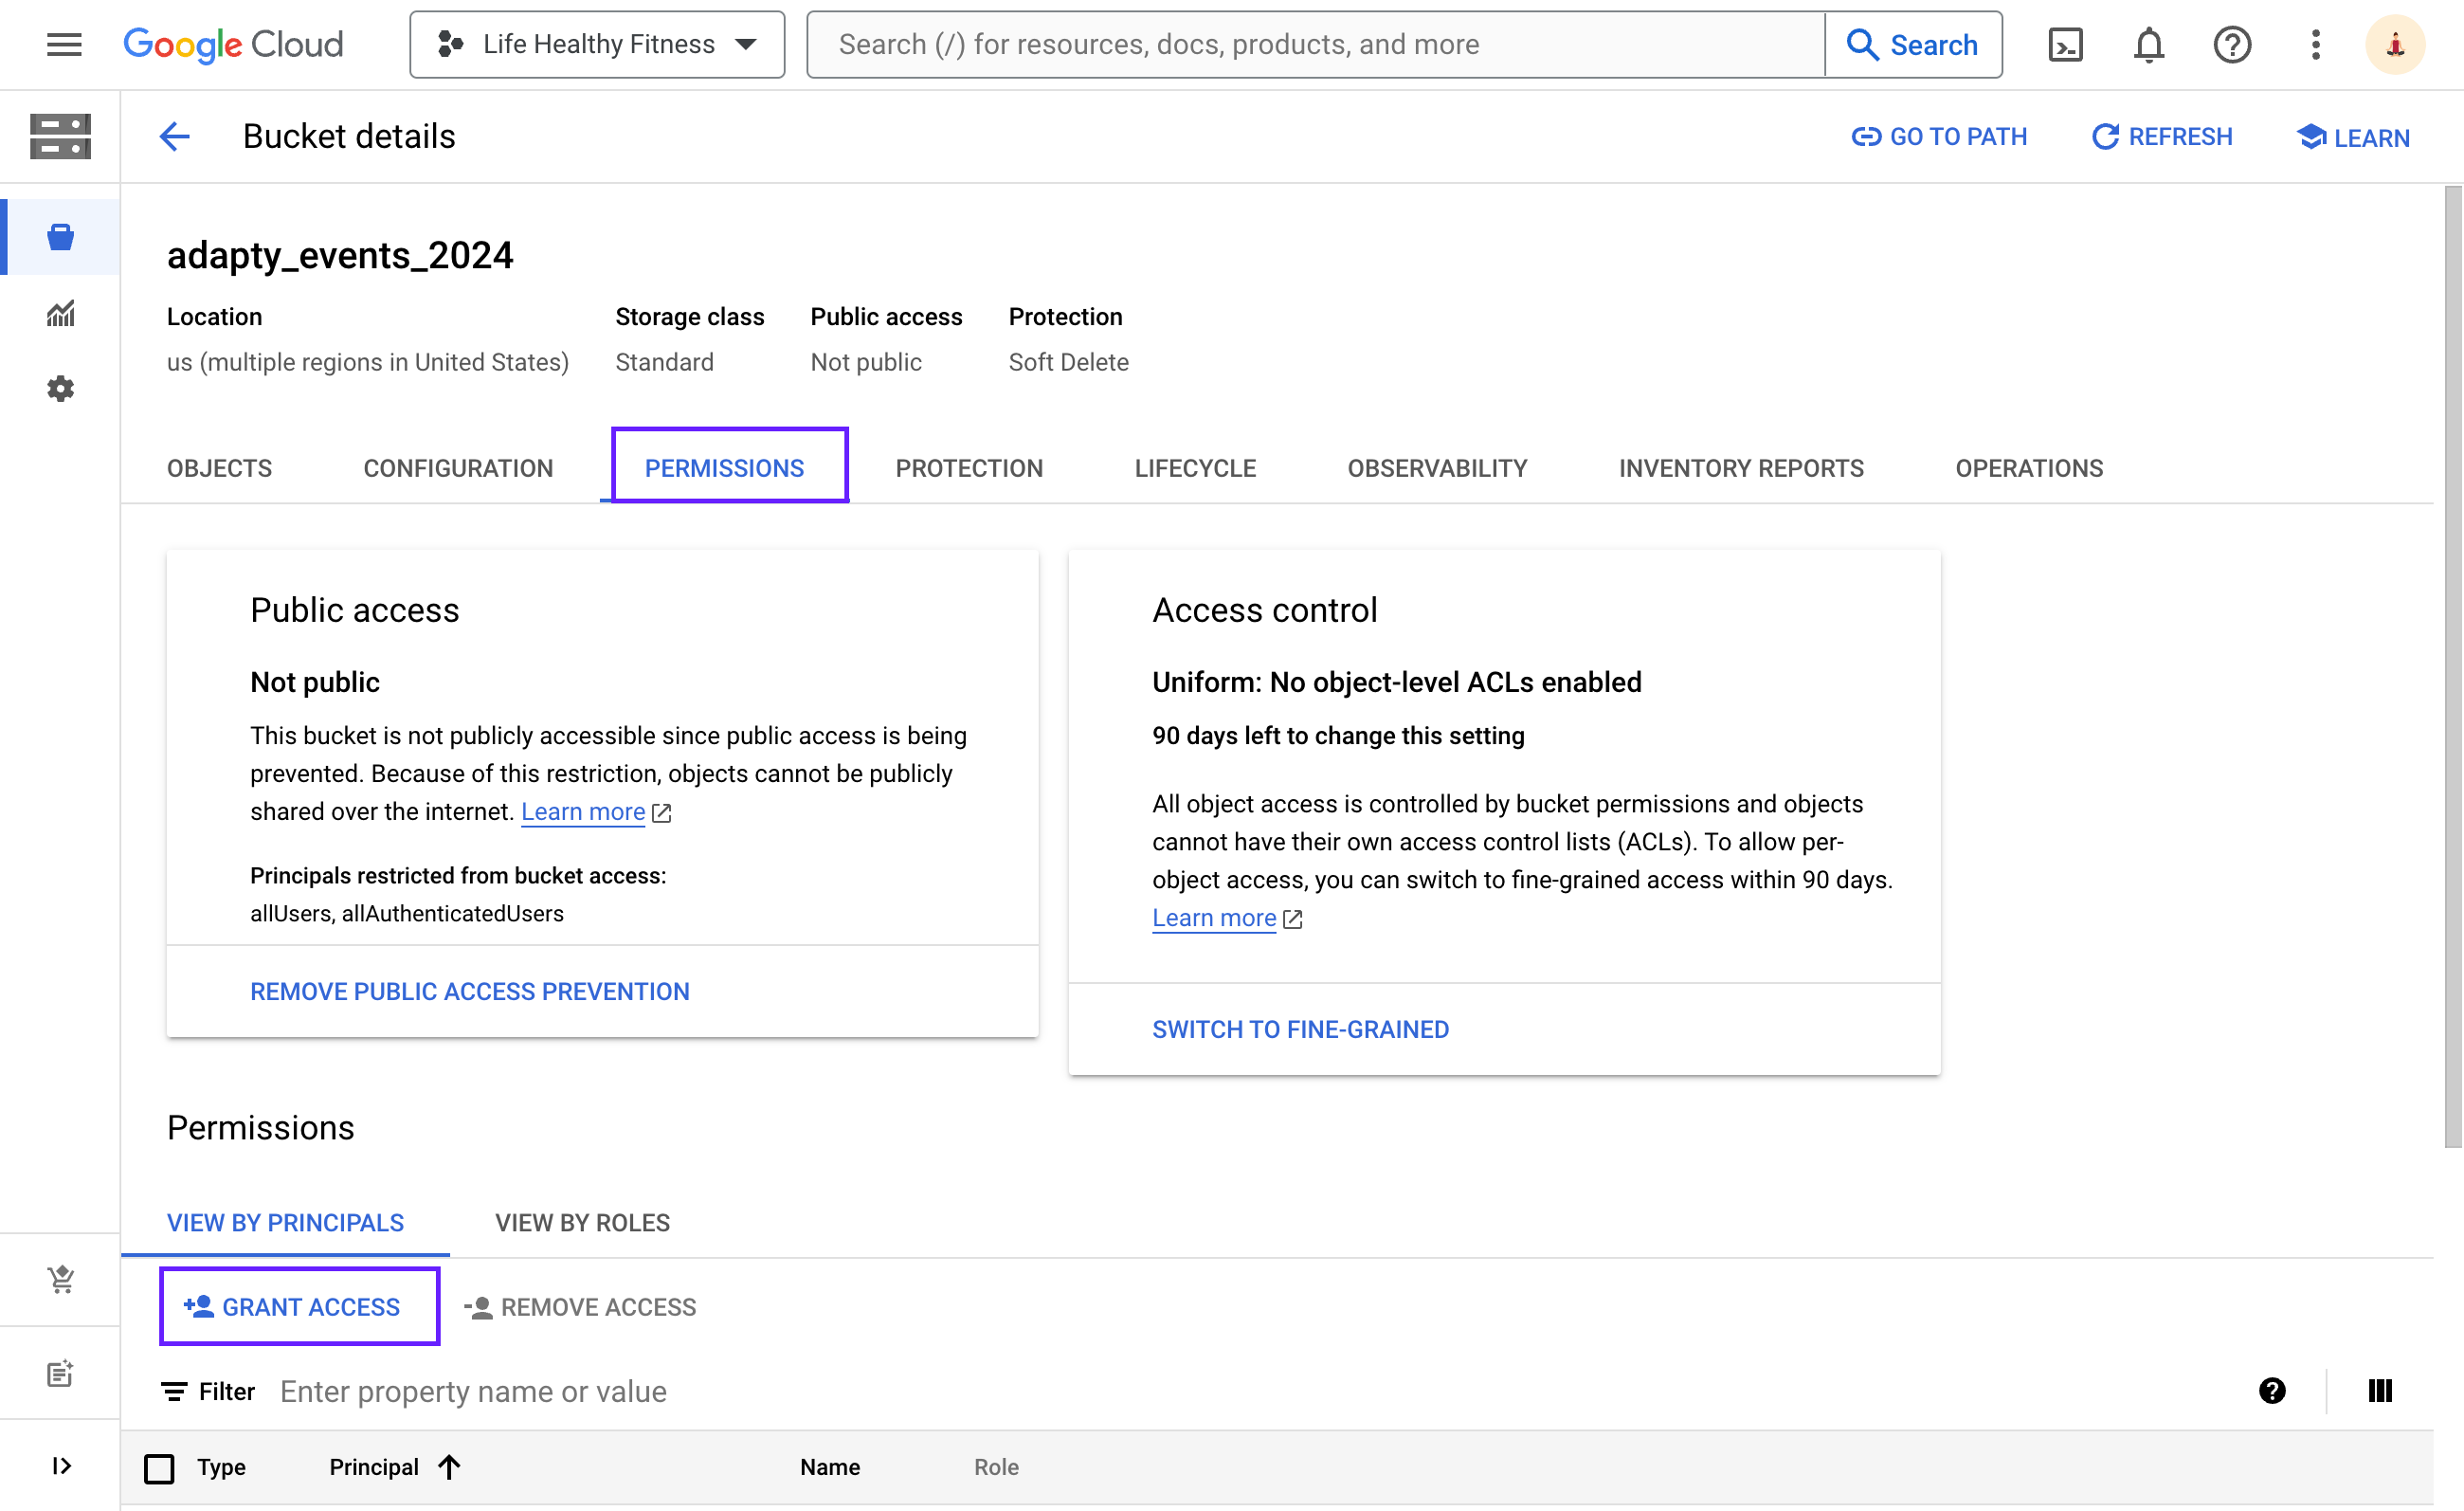 Google Cloud
Life Healthy Fitness
Search (/) for resources, docs, products, and more
Search
Bucket details
GO TO PATH
REFRESH
LEARN
adapty_events_2024
Location
Storage class
Public access
Protection
us (multiple regions in United States)
Standard
Not public
Soft Delete
OBJECTS
CONFIGURATION
PERMISSIONS
PROTECTION
LIFECYCLE
OBSERVABILITY
INVENTORY REPORTS
OPERATIONS
Public access
Not public
This bucket is not publicly accessible since public access is being
prevented. Because of this restriction, objects cannot be publicly
shared over the internet. Learn more
Principals restricted from bucket access:
allUsers, allAuthenticatedUsers
REMOVE PUBLIC ACCESS PREVENTION
Access control
Uniform: No object-level ACLs enabled
90 days left to change this setting
All object access is controlled by bucket permissions and objects
cannot have their own access control lists (ACLs). To allow per-
object access, you can switch to fine-grained access within 90 days.
Learn more
SWITCH TO FINE-GRAINED
Permissions
VIEW BY PRINCIPALS
VIEW BY ROLES
GRANT ACCESS
REMOVE ACCESS
Filter
Enter property name or value
Type
Principal
Name
Role